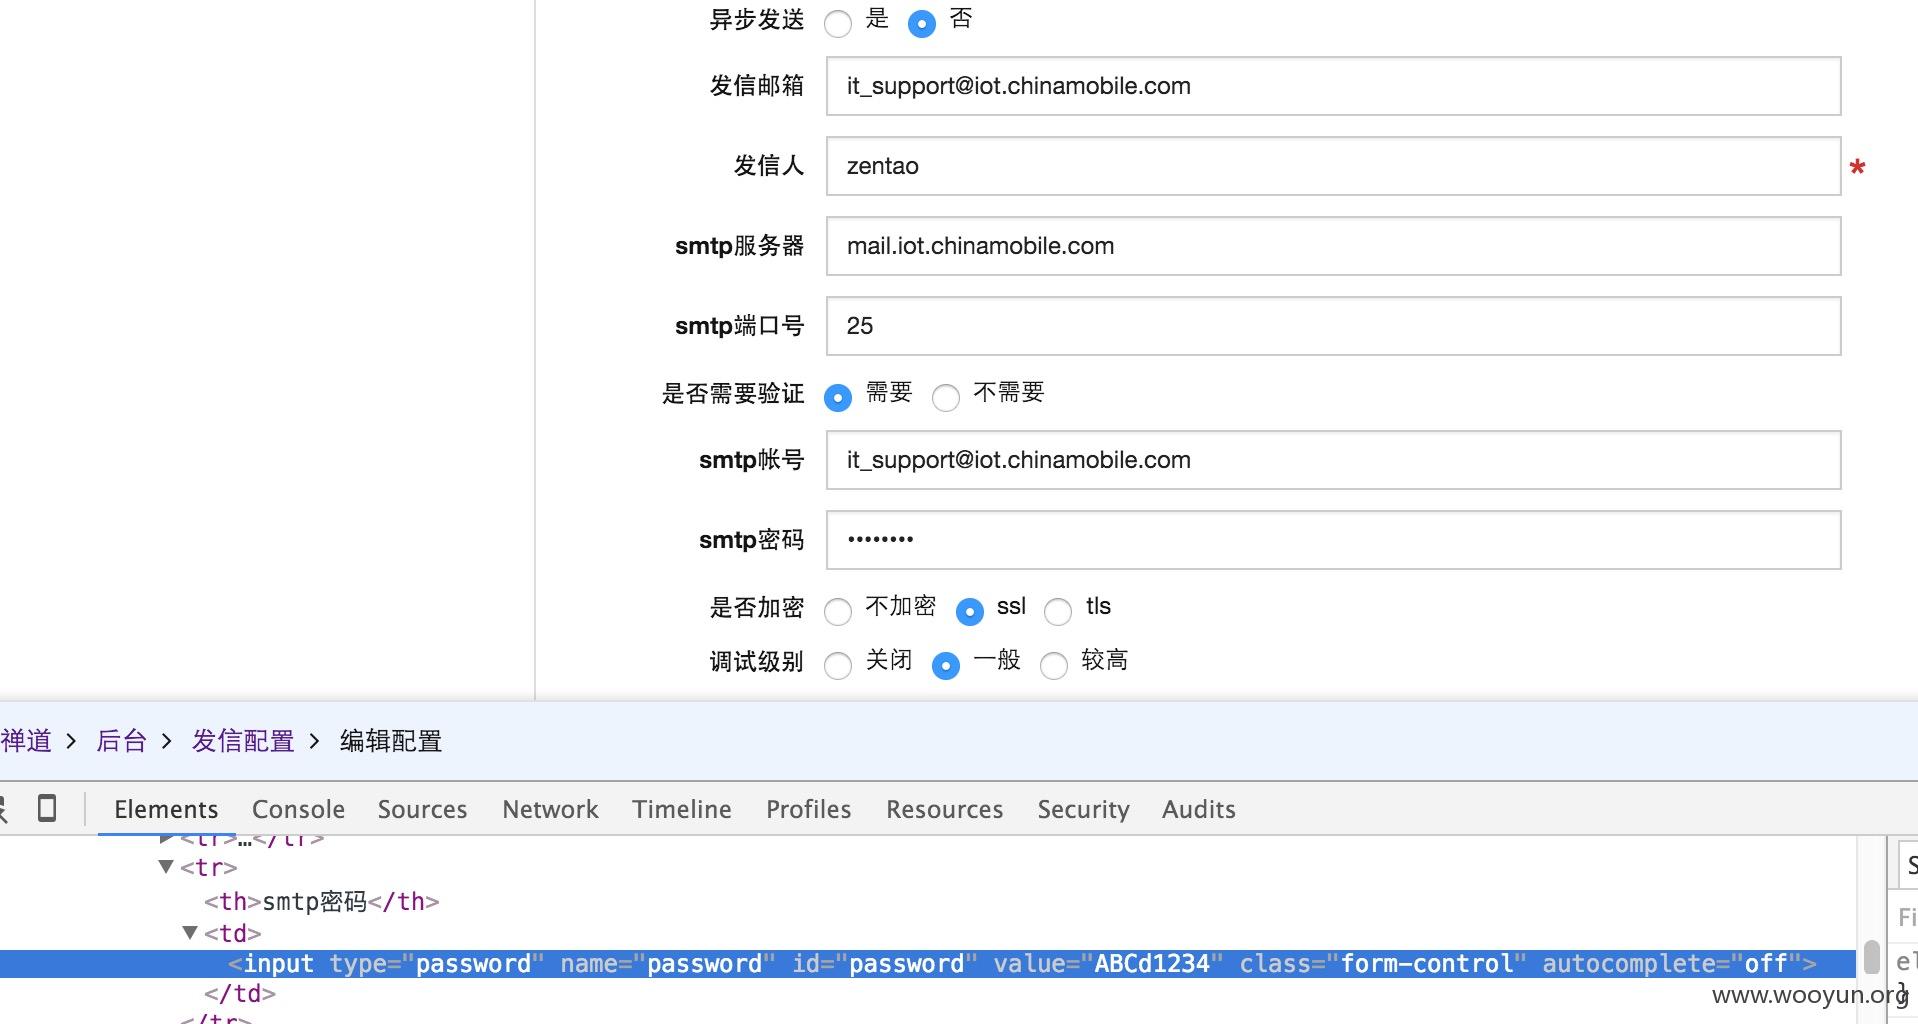 异步发送 是 否
发信邮箱 it_support@iot.chinamobile.com
发信人 zentao *
smtp服务器 mail.iot.chinamobile.com
smtp端口号 25
是否需要验证 需要 不需要
smtp帐号 it_support@iot.chinamobile.com
smtp密码 ••••••••
是否加密 不加密 ssl tls
调试级别 关闭 一般 较高
禅道 > 后台 > 发信配置 > 编辑配置
Elements Console Sources Network Timeline Profiles Resources Security Audits
<tr>…</tr>
<tr>
<th>smtp密码</th>
<td>
<input type="password" name="password" id="password" value="ABCd1234" class="form-control" autocomplete="off">
</td>
</tr>
S
Fi
el
}
www.wooyun.org